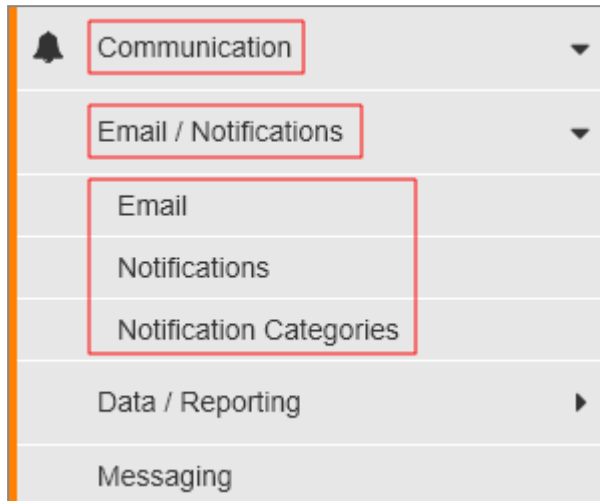 Communication
Email / Notifications
Email
Notifications
Notification Categories
Data / Reporting
Messaging